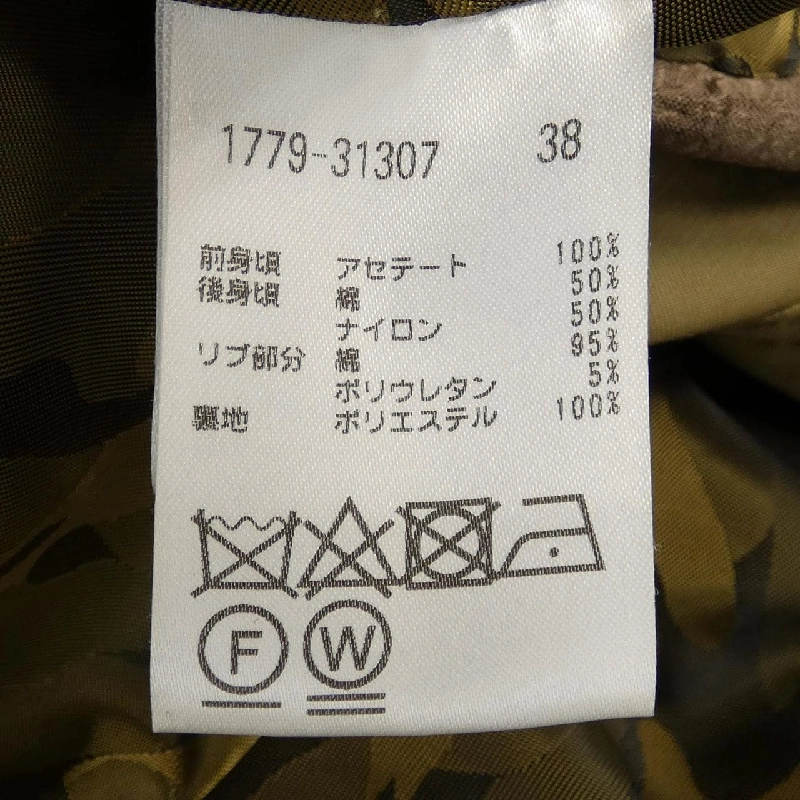 1779-31307 38
前身頃 アセテート 100%
後身頃 綿 50%
ナイロン 50%
リブ部分 綿 95%
ポリウレタン 5%
裏地 ポリエステル 100%
F W